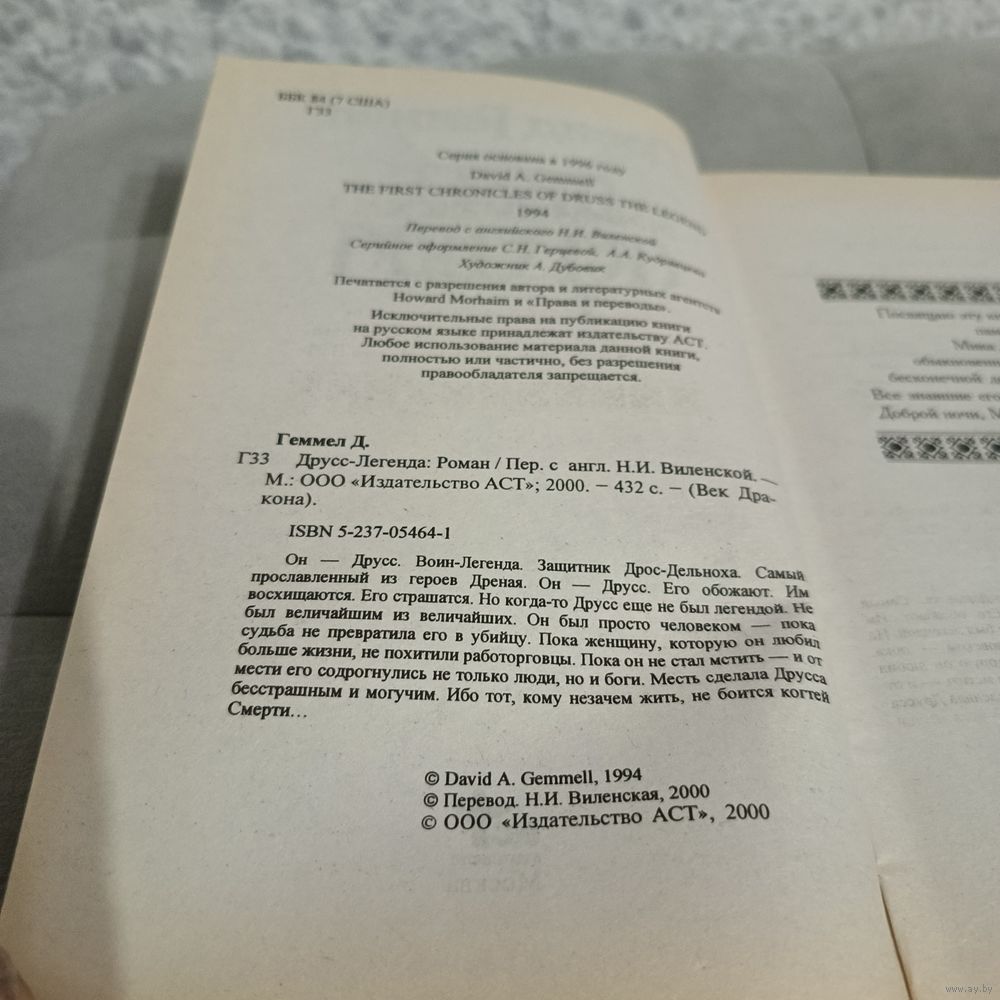 ББК 84 (7 США)
Г33
Серия основана в 1996 году
David A. Gemmell
THE FIRST CHRONICLES OF DRUSS THE LEGEND
1994
Перевод с английского Н.И. Виленской
Серийное оформление С.Н. Герцевой, А.А. Кудрявцева
Художник А. Дубовик
Печатается с разрешения автора и литературных агентств
Howard Morhaim и «Права и переводы».
Исключительные права на публикацию книги
на русском языке принадлежат издательству АСТ.
Любое использование материала данной книги,
полностью или частично, без разрешения
правообладателя запрещается.
Геммел Д.
Г33 Друсс-Легенда: Роман / Пер. с англ. Н.И. Виленской. —
М.: ООО «Издательство АСТ»; 2000. – 432 с. – (Век Дра-
кона).
ISBN 5-237-05464-1
Он — Друсс. Воин-Легенда. Защитник Дрос-Дельноха. Самый
прославленный из героев Дреная. Он — Друсс. Его обожают. Им
восхищаются. Его страшатся. Но когда-то Друсс еще не был легендой. Не
был величайшим из величайших. Он был просто человеком — пока
судьба не превратила его в убийцу. Пока женщину, которую он любил
больше жизни, не похитили работорговцы. Пока он не стал мстить — и от
мести его содрогнулись не только люди, но и боги. Месть сделала Друсса
бесстрашным и могучим. Ибо тот, кому незачем жить, не боится когтей
Смерти…
© David A. Gemmell, 1994
© Перевод. Н.И. Виленская, 2000
© ООО «Издательство АСТ», 2000
Посвящаю эту
Мика
бесконечной
Все знавшие его
Доброй ночи, М
www.ay.by